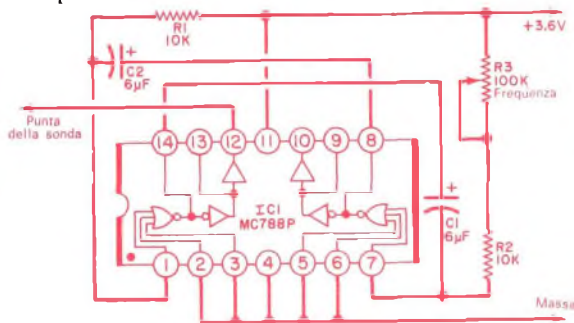 R1
10K
+3.6V
+
C2
6µF
R3
100K
Frequenza
Punta
della sonda
14 13 12 11 10 9 8
IC1
MC788P
+
C1
6µF
R2
10K
1 2 3 4 5 6 7
Massa